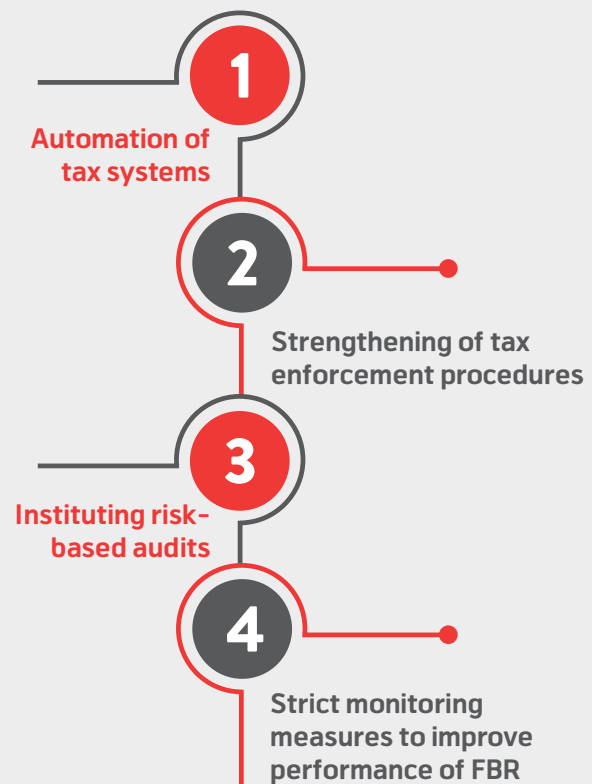 1
Automation of
tax systems
2
Strengthening of tax
enforcement procedures
3
Instituting risk-
based audits
4
Strict monitoring
measures to improve
performance of FBR